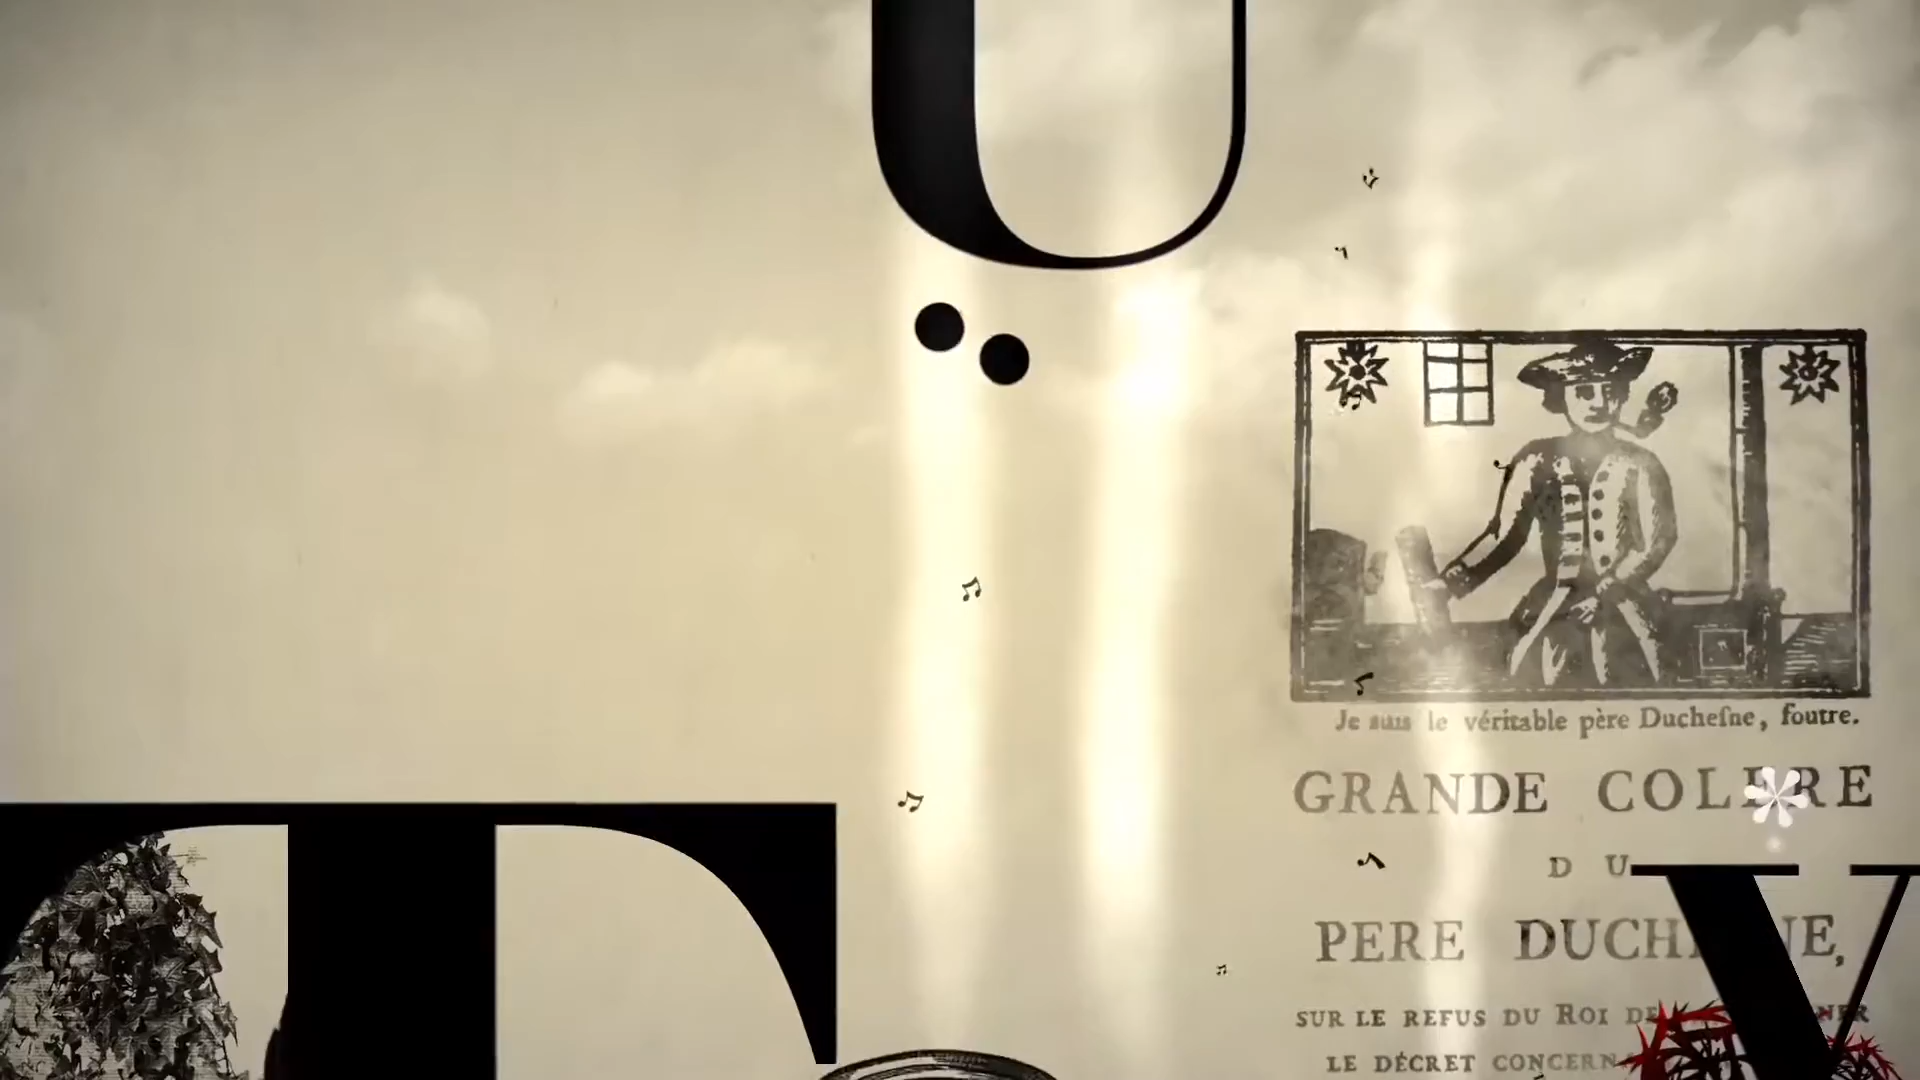 U
Je suis le véritable père Ducheſne, foutre.
GRANDE COLERE
DU
PERE DUCH NE,
SUR LE REFUS DU ROI DE
LE DÉCRET CONCERN
T
V